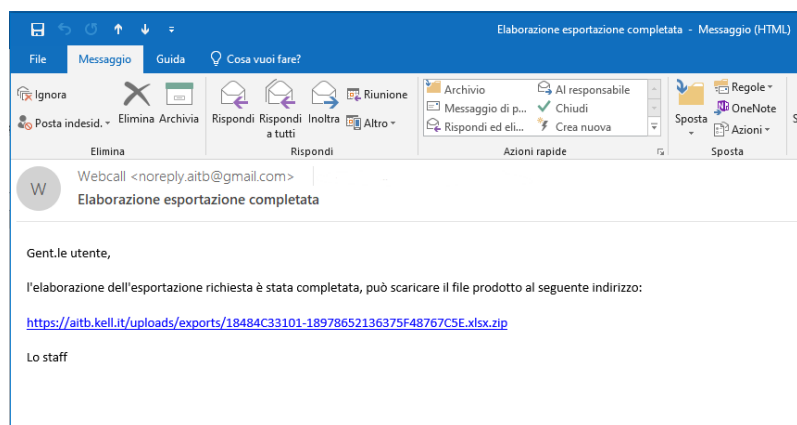 Elaborazione esportazione completata - Messaggio (HTML)
File Messaggio Guida Cosa vuoi fare?
Ignora
Posta indesid.
Elimina Archivia
Elimina
Rispondi Rispondi a tutti Inoltra
Riunione
Altro
Rispondi
Archivio Al responsabile
Messaggio di p... Chiudi
Rispondi ed eli... Crea nuova
Azioni rapide
Sposta
Regole
OneNote
Azioni
Sposta
W
Webcall <noreply.aitb@gmail.com>
Elaborazione esportazione completata
Gent.le utente,
l'elaborazione dell'esportazione richiesta è stata completata, può scaricare il file prodotto al seguente indirizzo:
https://aitb.kell.it/uploads/exports/18484C33101-18978652136375F48767C5E.xlsx.zip
Lo staff